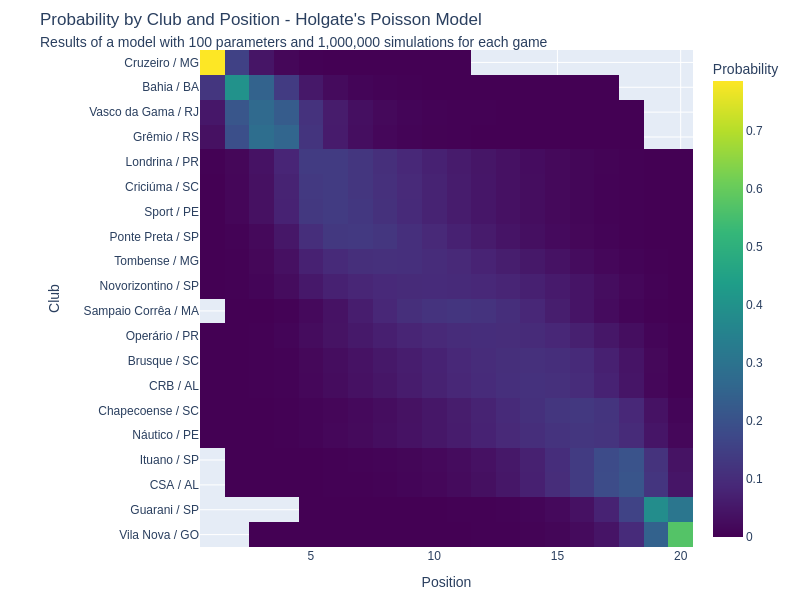 Probability by Club and Position - Holgate's Poisson Model
Results of a model with 100 parameters and 1,000,000 simulations for each game
Cruzeiro / MG
Bahia / BA
Vasco da Gama / RJ
Grêmio / RS
Londrina / PR
Criciúma / SC
Sport / PE
Ponte Preta / SP
Tombense / MG
Novorizontino / SP
Sampaio Corrêa / MA
Operário / PR
Brusque / SC
CRB / AL
Chapecoense / SC
Náutico / PE
Ituano / SP
CSA / AL
Guarani / SP
Vila Nova / GO
Club
5
10
15
20
Position
Probability
0.7
0.6
0.5
0.4
0.3
0.2
0.1
0